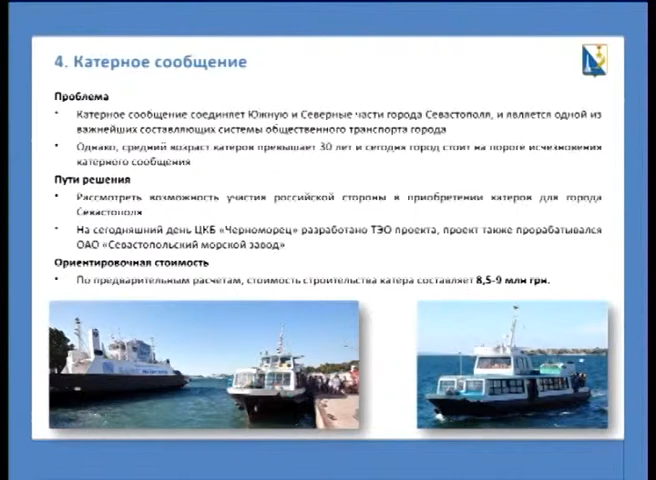 4. Катерное сообщение
Проблема
Катерное сообщение соединяет Южную и Северные части города Севастополя, и является одной из
важнейших составляющих системы общественного транспорта города
Однако, средний возраст катеров превышает 30 лет и сегодня город стоит на пороге исчезновения
катерного сообщения
Пути решения
Рассмотреть возможность участия российской стороны в приобретении катеров для города
Севастополя
На сегодняшний день ЦКБ «Черноморец» разработано ТЭО проекта, проект также прорабатывался
ОАО «Севастопольский морской завод»
Ориентировочная стоимость
По предварительным расчетам, стоимость строительства катера составляет 8,5-9 млн грн.